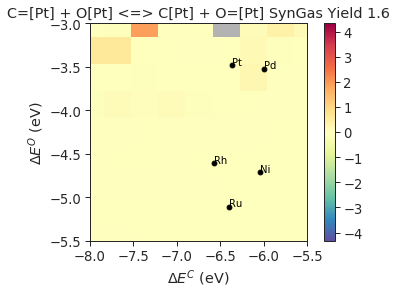 C=[Pt] + O[Pt] <=> C[Pt] + O=[Pt] SynGas Yield 1.6
−3.0
−3.5
−4.0
−4.5
−5.0
−5.5
ΔE^O (eV)
Pt
Pd
Rh
Ni
Ru
−8.0 −7.5 −7.0 −6.5 −6.0 −5.5
ΔE^C (eV)
4
3
2
1
0
−1
−2
−3
−4